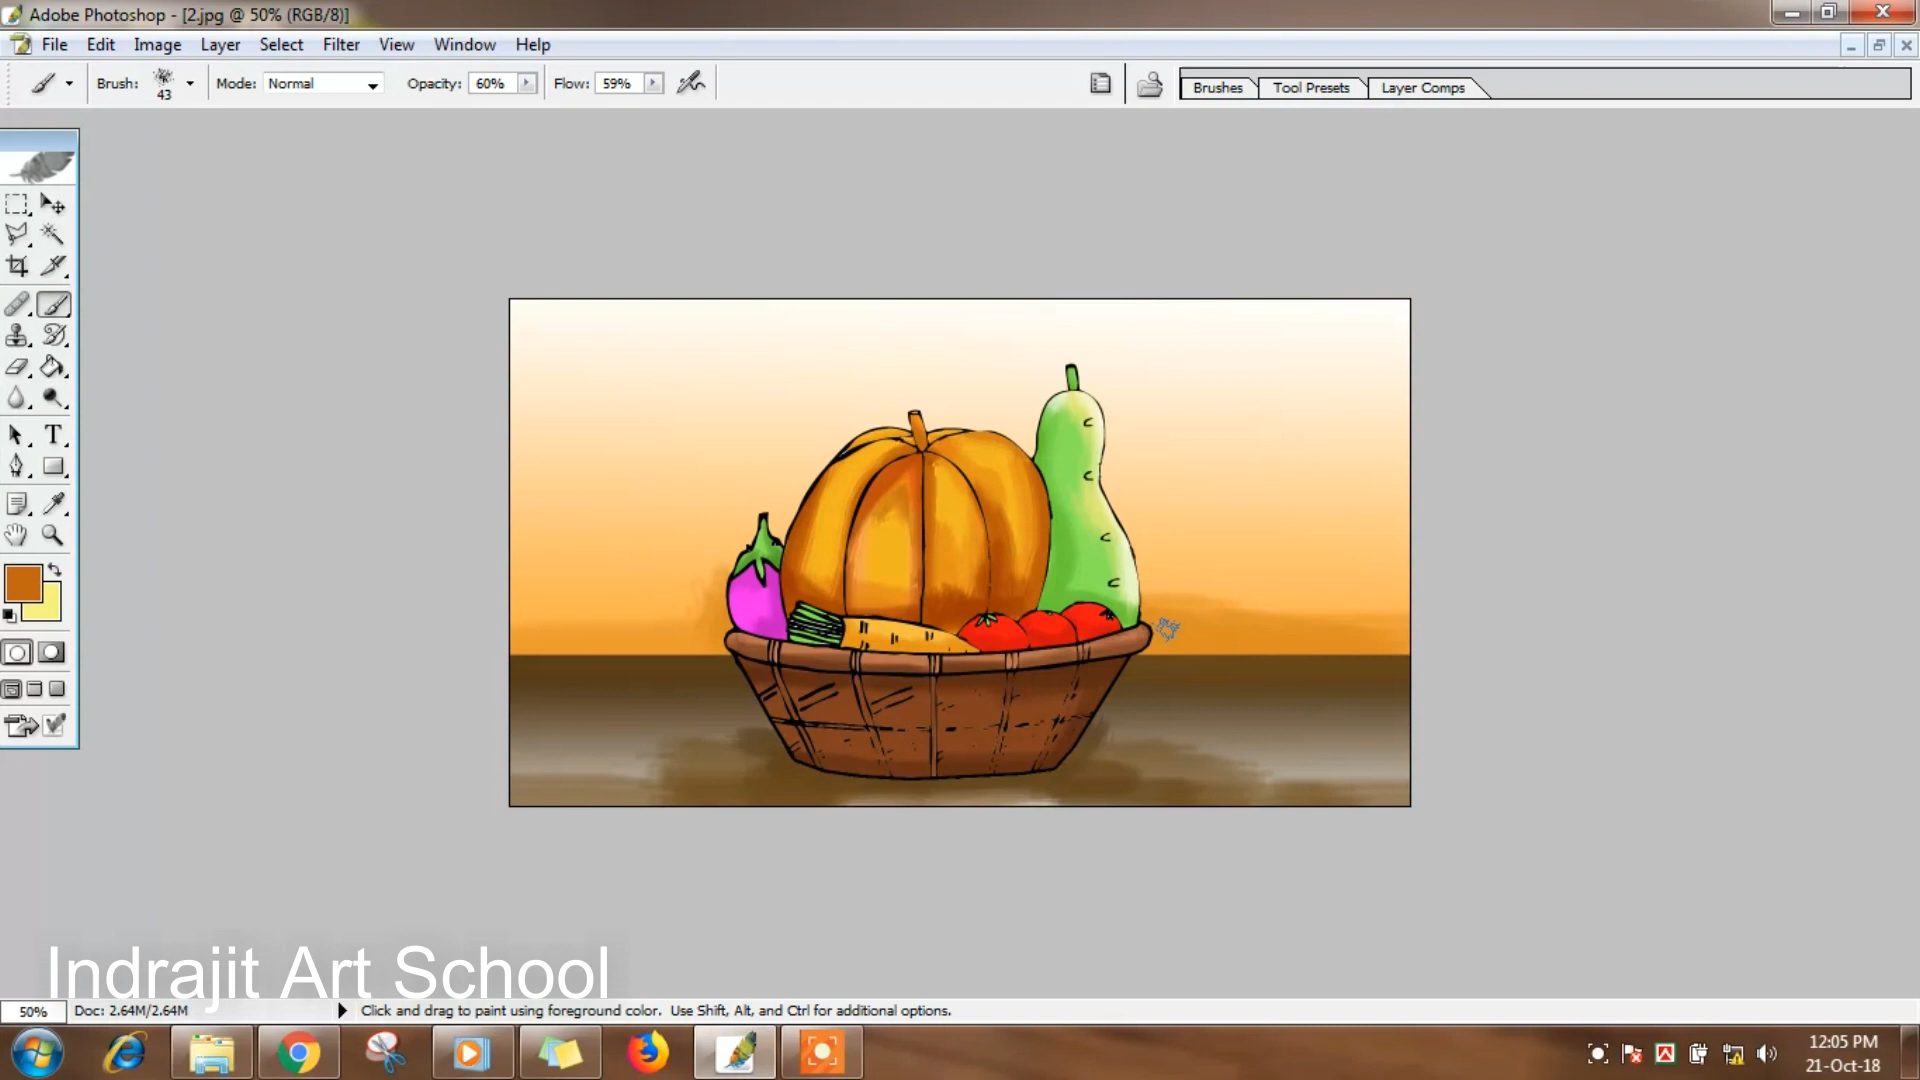 Adobe Photoshop - [2.jpg @ 50% (RGB/8)]
File Edit Image Layer Select Filter View Window Help
Brush: 43 Mode: Normal Opacity: 60% Flow: 59% Brushes Tool Presets Layer Comps
T
Indrajit Art School
50% Doc: 2.64M/2.64M Click and drag to paint using foreground color. Use Shift, Alt, and Ctrl for additional options.
12:05 PM
21-Oct-18